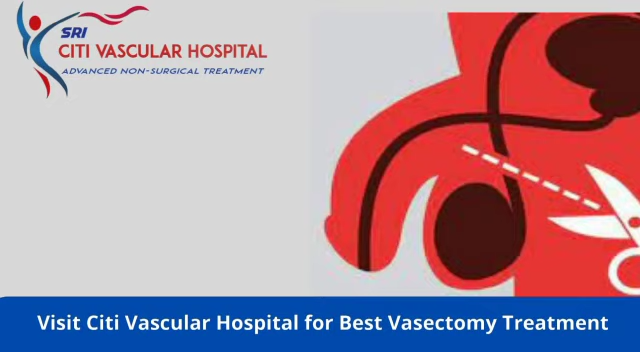 SRI
CITI VASCULAR HOSPITAL
ADVANCED NON-SURGICAL TREATMENT
Visit Citi Vascular Hospital for Best Vasectomy Treatment